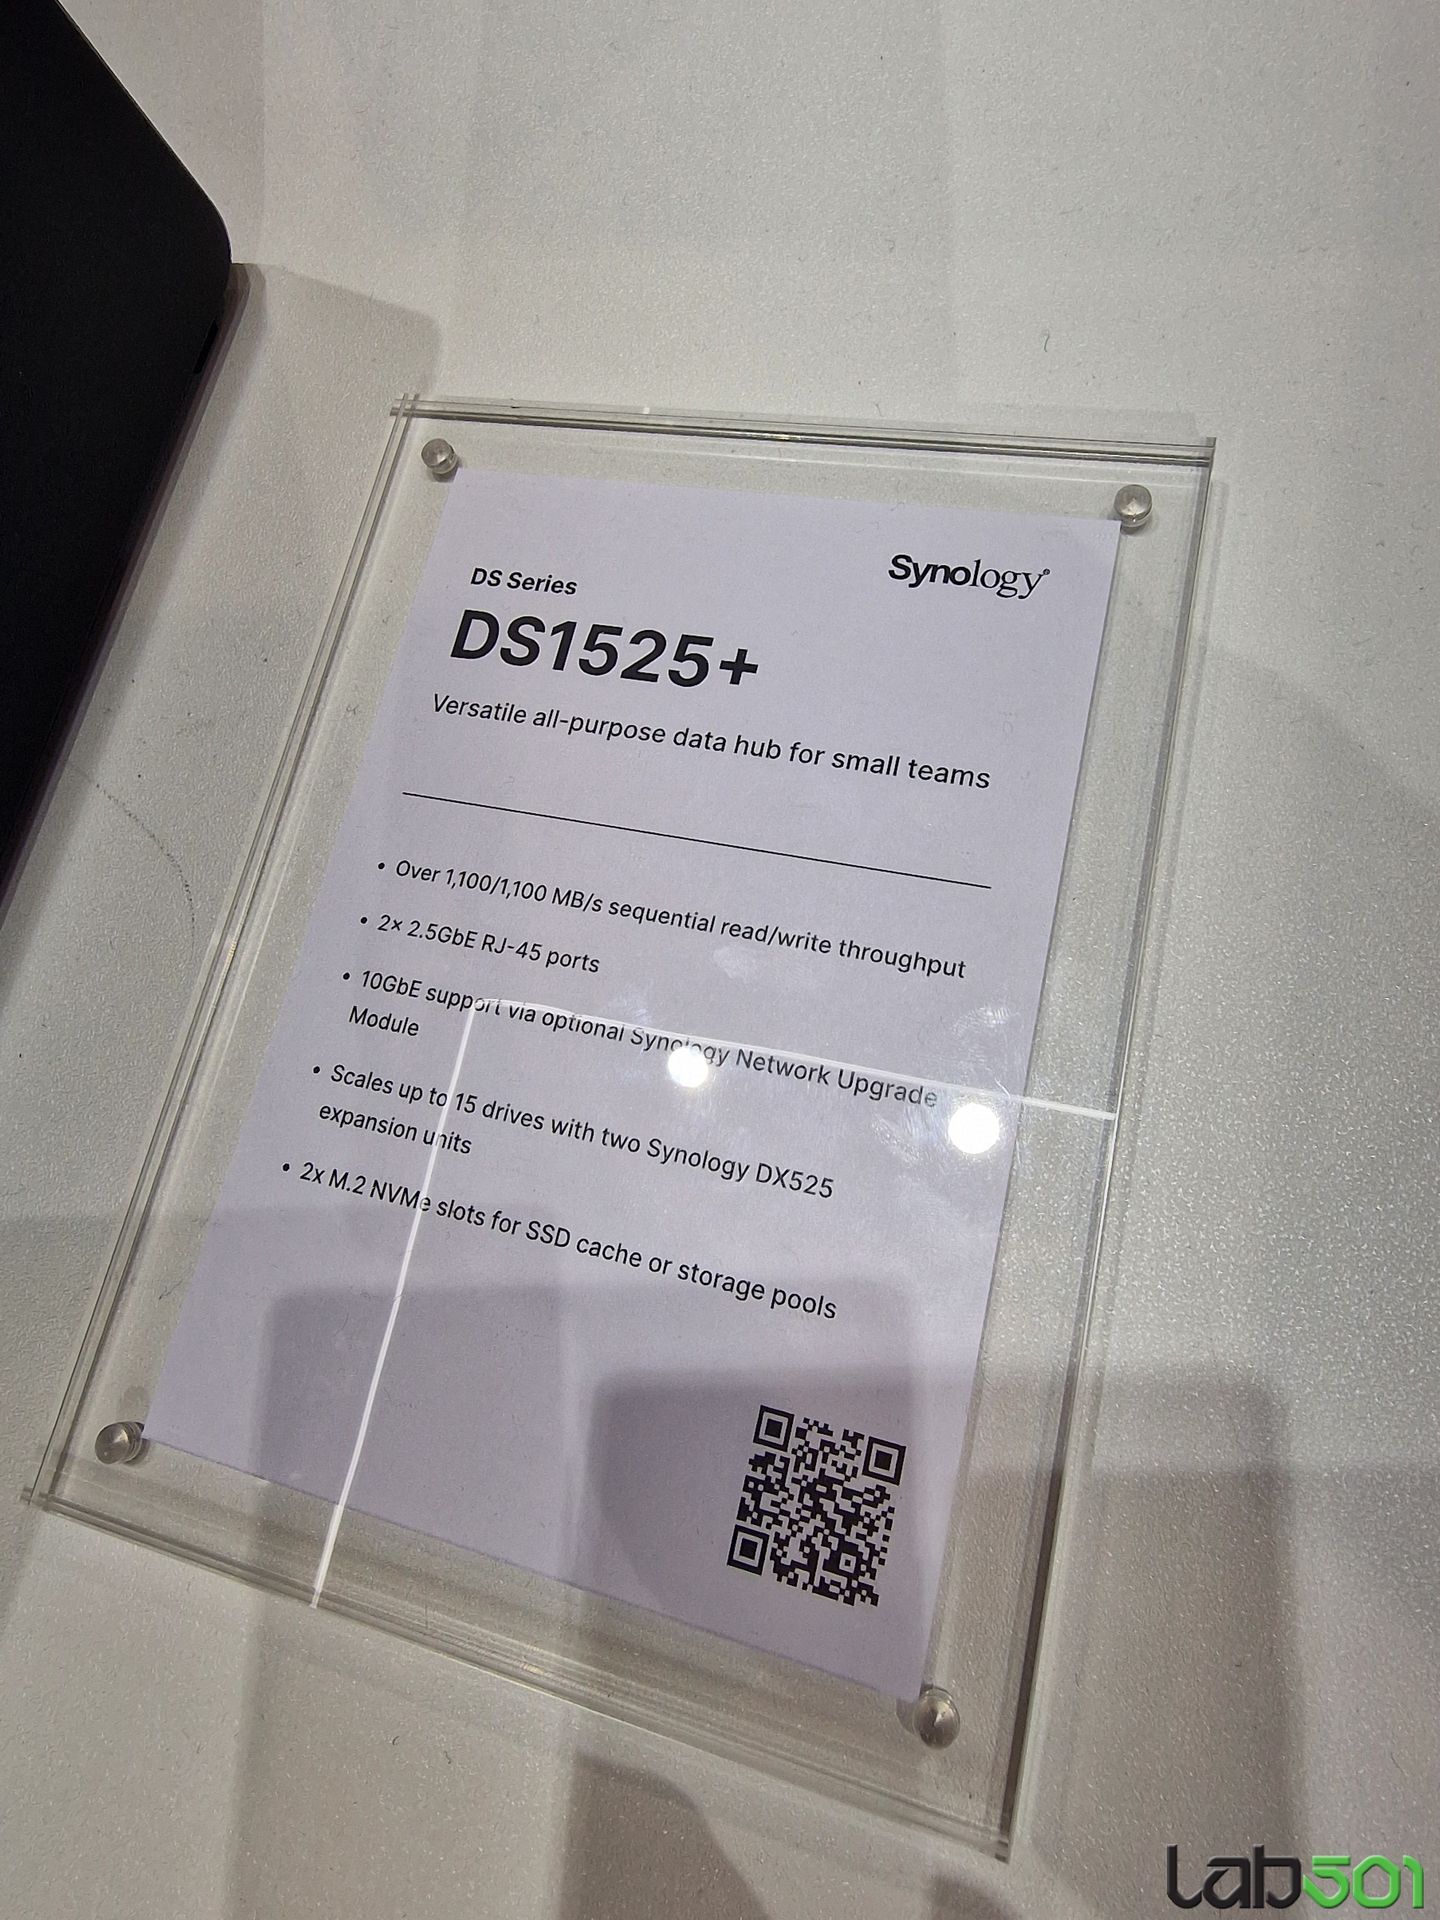 Synology®
DS Series
DS1525+
Versatile all-purpose data hub for small teams
• Over 1,100/1,100 MB/s sequential read/write throughput
• 2× 2.5GbE RJ-45 ports
• 10GbE support via optional Synology Network Upgrade
Module
• Scales up to 15 drives with two Synology DX525
expansion units
• 2x M.2 NVMe slots for SSD cache or storage pools
Lab501